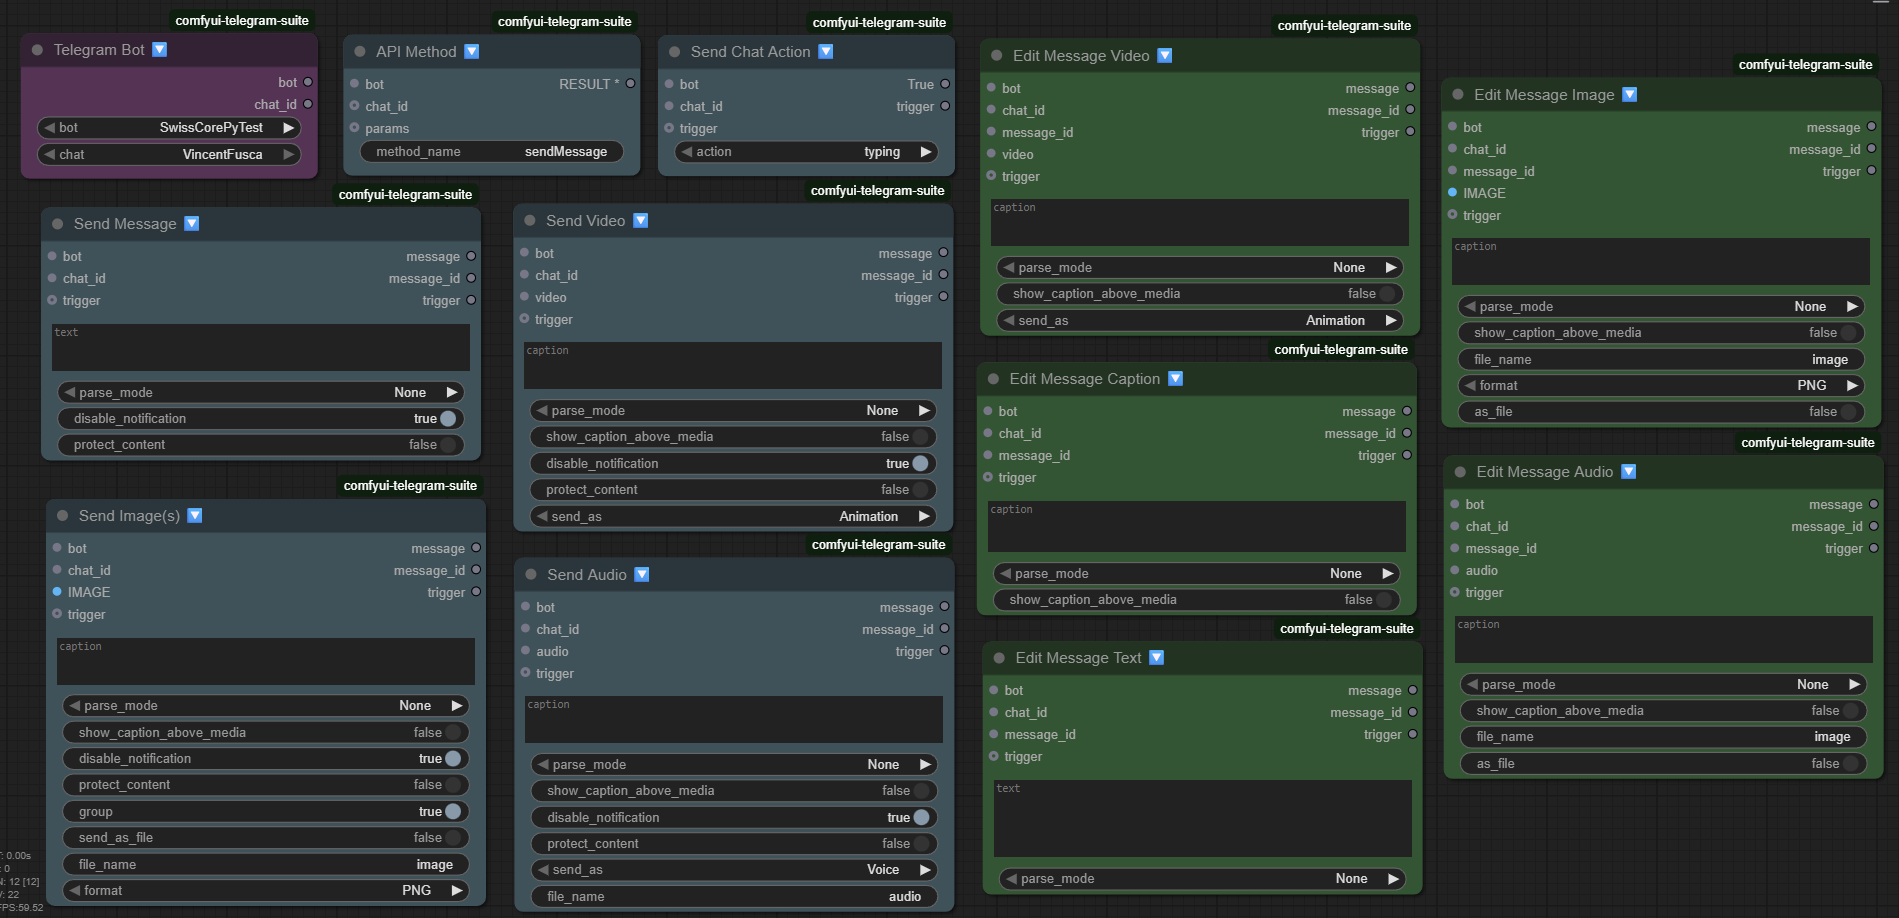 comfyui-telegram-suite
Telegram Bot
bot
chat_id
bot SwissCorePyTest
chat VincentFusca
comfyui-telegram-suite
API Method
bot RESULT *
chat_id
params
method_name sendMessage
comfyui-telegram-suite
Send Chat Action
bot True
chat_id trigger
trigger
action typing
comfyui-telegram-suite
Send Message
bot message
chat_id message_id
trigger trigger
text
parse_mode None
disable_notification true
protect_content false
comfyui-telegram-suite
Send Image(s)
bot message
chat_id message_id
IMAGE trigger
trigger
caption
parse_mode None
show_caption_above_media false
disable_notification true
protect_content false
group true
send_as_file false
file_name image
format PNG
comfyui-telegram-suite
Send Video
bot message
chat_id message_id
video trigger
trigger
caption
parse_mode None
show_caption_above_media false
disable_notification true
protect_content false
send_as Animation
comfyui-telegram-suite
Send Audio
bot message
chat_id message_id
audio trigger
trigger
caption
parse_mode None
show_caption_above_media false
disable_notification true
protect_content false
send_as Voice
file_name audio
comfyui-telegram-suite
Edit Message Video
bot message
chat_id message_id
message_id trigger
video
trigger
caption
parse_mode None
show_caption_above_media false
send_as Animation
comfyui-telegram-suite
Edit Message Caption
bot message
chat_id message_id
message_id trigger
trigger
caption
parse_mode None
show_caption_above_media false
comfyui-telegram-suite
Edit Message Text
bot message
chat_id message_id
message_id trigger
trigger
text
parse_mode None
comfyui-telegram-suite
Edit Message Image
bot message
chat_id message_id
message_id trigger
IMAGE
trigger
caption
parse_mode None
show_caption_above_media false
file_name image
format PNG
as_file false
comfyui-telegram-suite
Edit Message Audio
bot message
chat_id message_id
message_id trigger
audio
trigger
caption
parse_mode None
show_caption_above_media false
file_name image
as_file false
: 0.00s
: 0
: 12 [12]
: 22
FPS:59.52